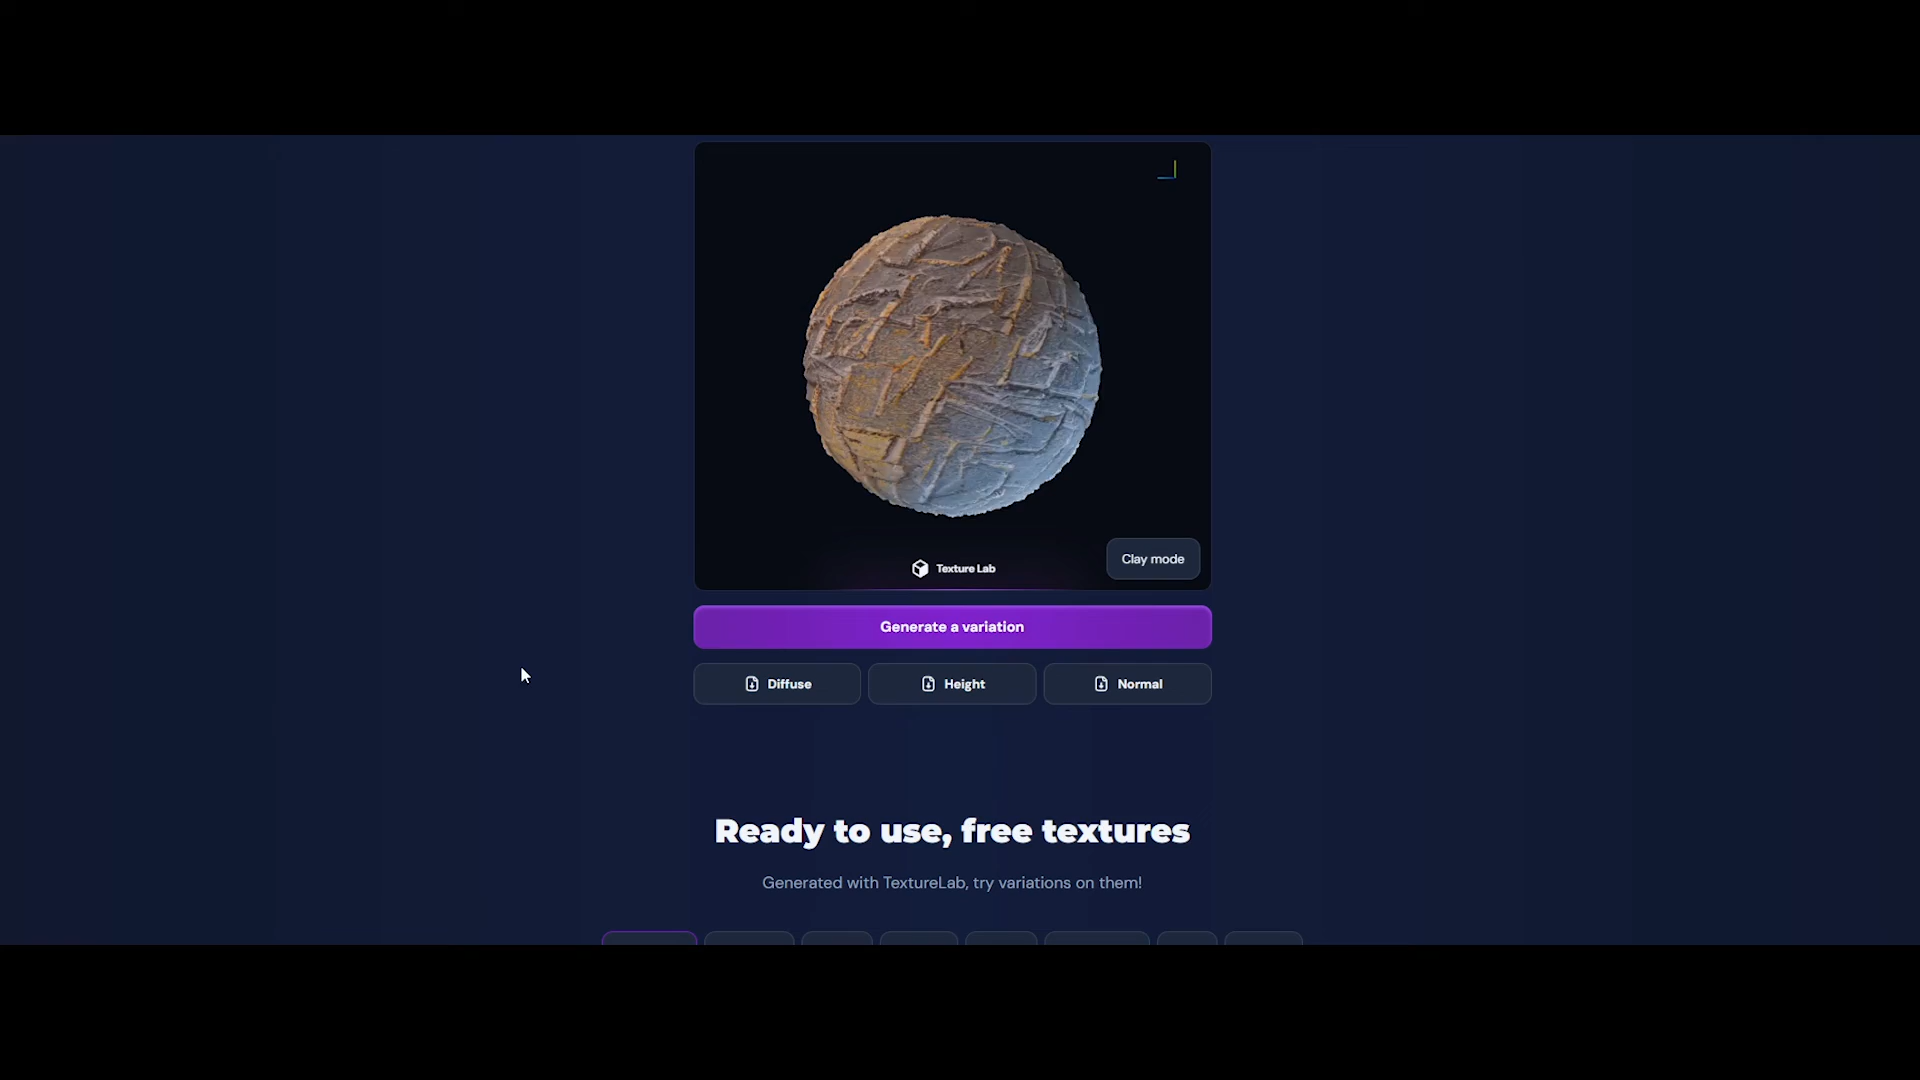 Texture Lab
Clay mode
Generate a variation
Diffuse
Height
Normal
Ready to use, free textures
Generated with TextureLab, try variations on them!